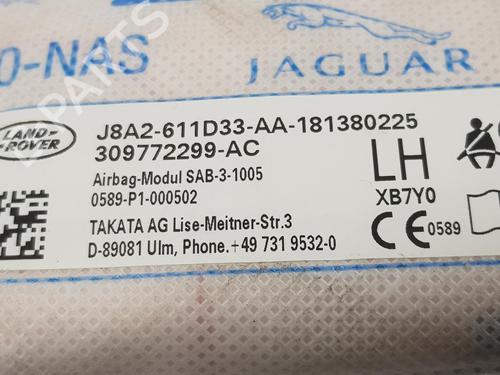 0-NAS
JAGUAR
LAND-
ROVER
J8A2-611D33-AA-181380225
309772299-AC
LH
Airbag-Modul SAB-3-1005
0589-P1-000502
XB7Y0
TAKATA AG Lise-Meitner-Str.3
D-89081 Ulm, Phone.+49 731 9532-0
CE 0589